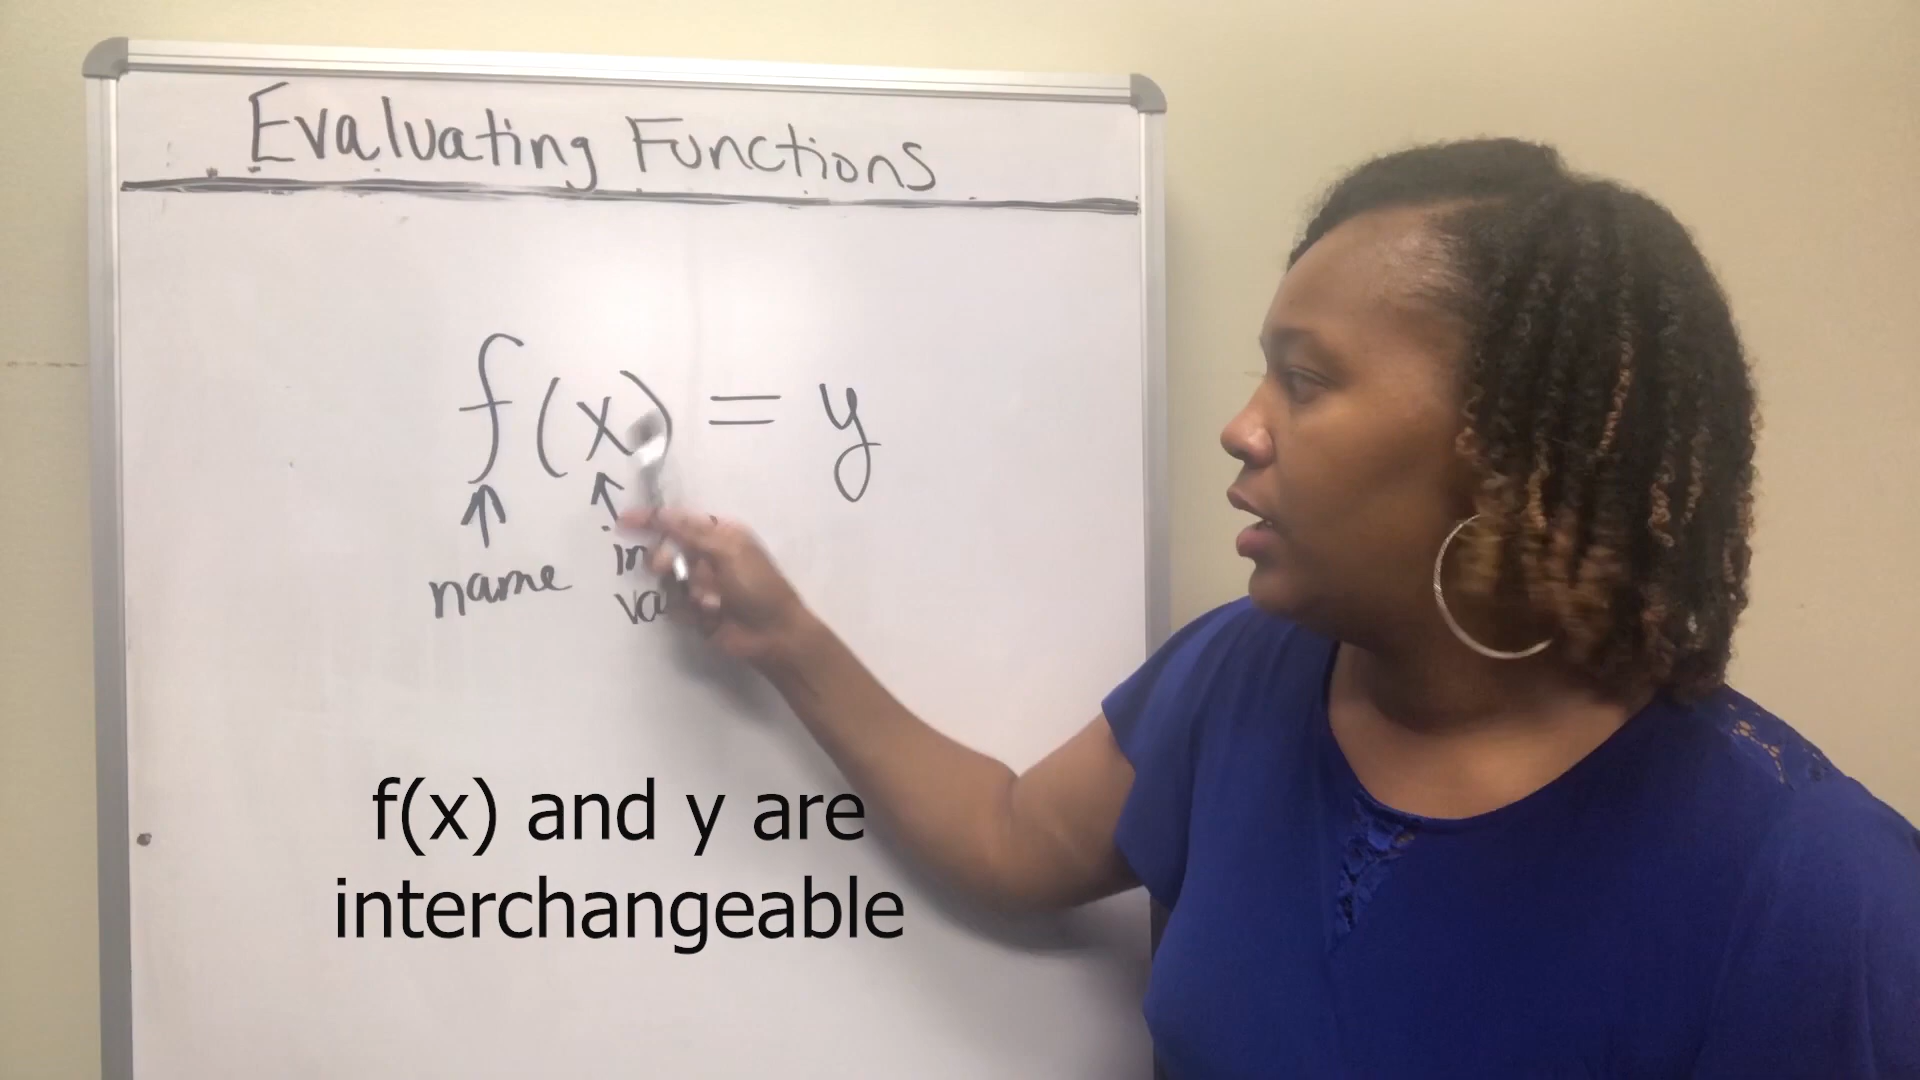 Evaluating Functions
f(x) = y
↑ ↑
name
f(x) and y are
interchangeable